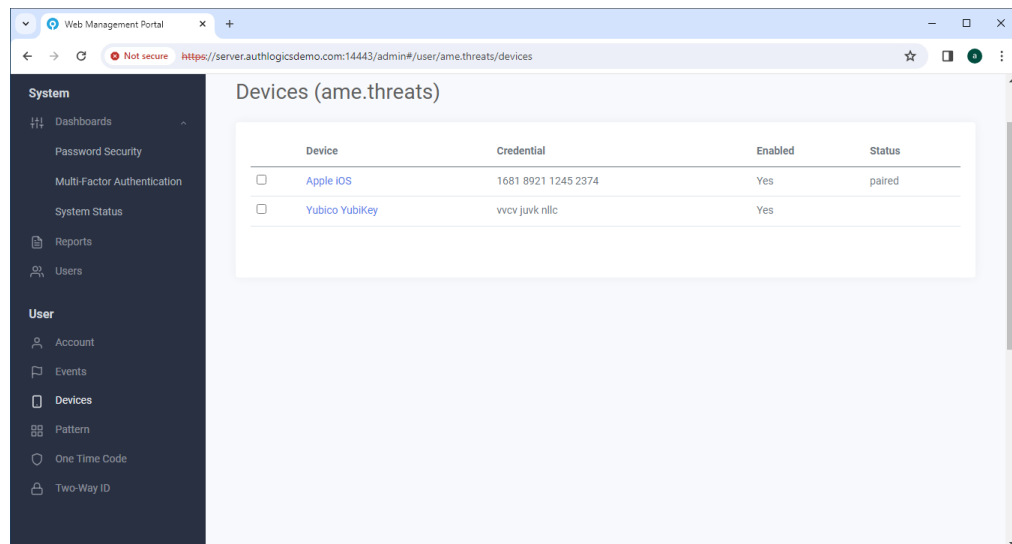 Web Management Portal
Not secure https://server.authlogicsdemo.com:14443/admin#/user/ame.threats/devices
a
System
Dashboards
Password Security
Multi-Factor Authentication
System Status
Reports
Users
User
Account
Events
Devices
Pattern
One Time Code
Two-Way ID
Devices (ame.threats)
Device Credential Enabled Status
Apple iOS 1681 8921 1245 2374 Yes paired
Yubico YubiKey vvcv juvk nllc Yes